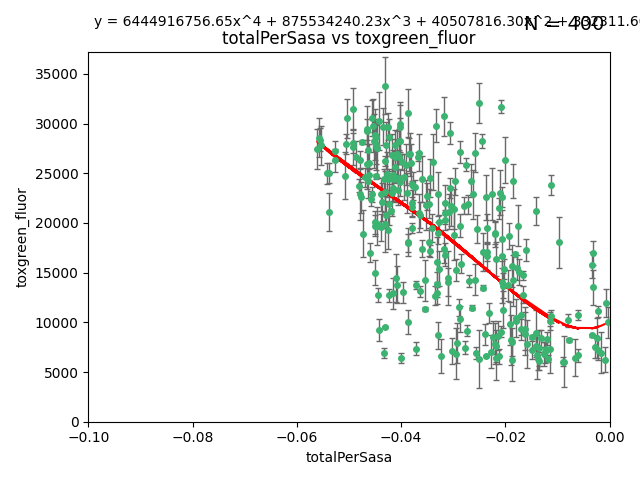 y = 6444916756.65x^4 + 875534240.23x^3 + 40507816.30x^2 +
N = 400
totalPerSasa vs toxgreen_fluor
35000
30000
25000
20000
15000
10000
5000
0
toxgreen_fluor
−0.10
−0.08
−0.06
−0.04
−0.02
0.00
totalPerSasa